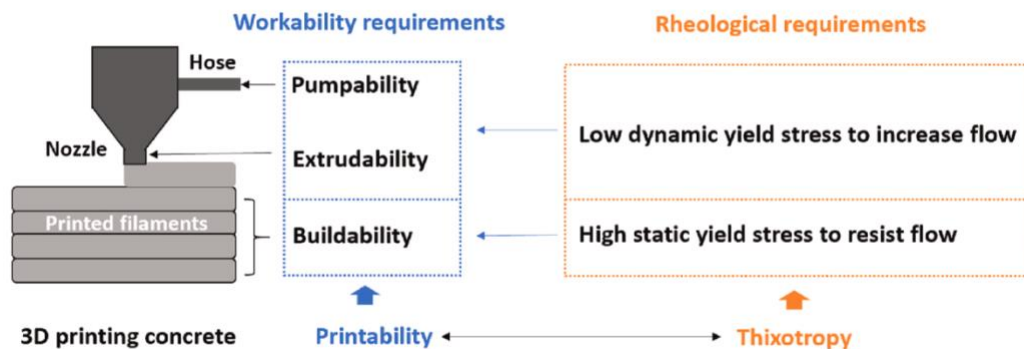 Workability requirements
Rheological requirements
Hose
Pumpability
Low dynamic yield stress to increase flow
Nozzle
Extrudability
Printed filaments
Buildability
High static yield stress to resist flow
3D printing concrete
Printability
Thixotropy